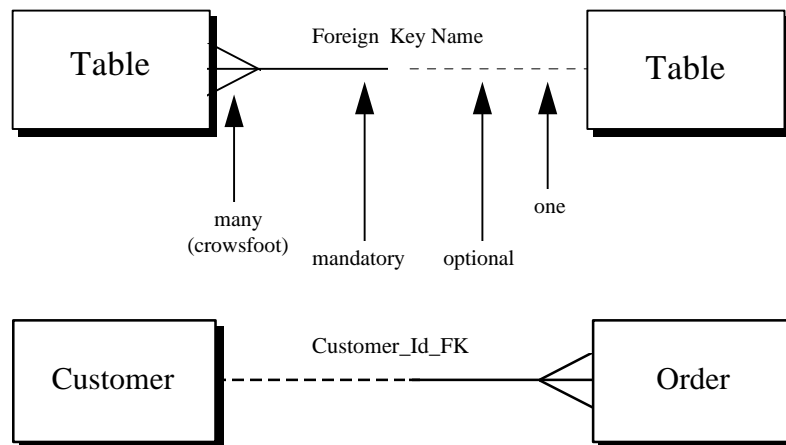 Foreign Key Name
Table
Table
many
(crowsfoot)
mandatory
optional
one
Customer_Id_FK
Customer
Order